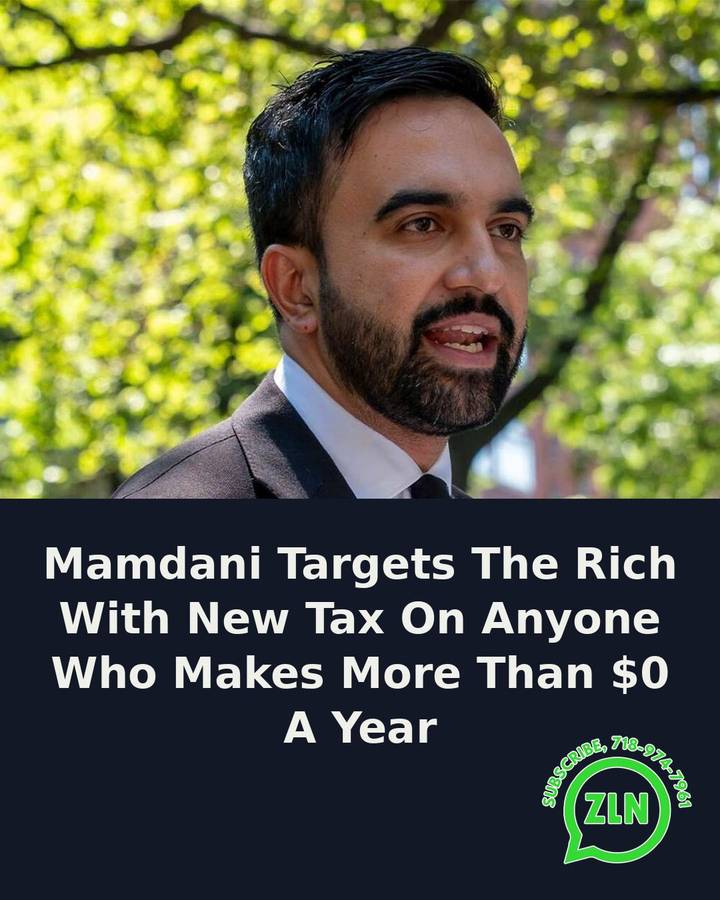 Mamdani Targets The Rich
With New Tax On Anyone
Who Makes More Than $0
A Year
SUBSCRIBE, 718-974-7961
ZLN